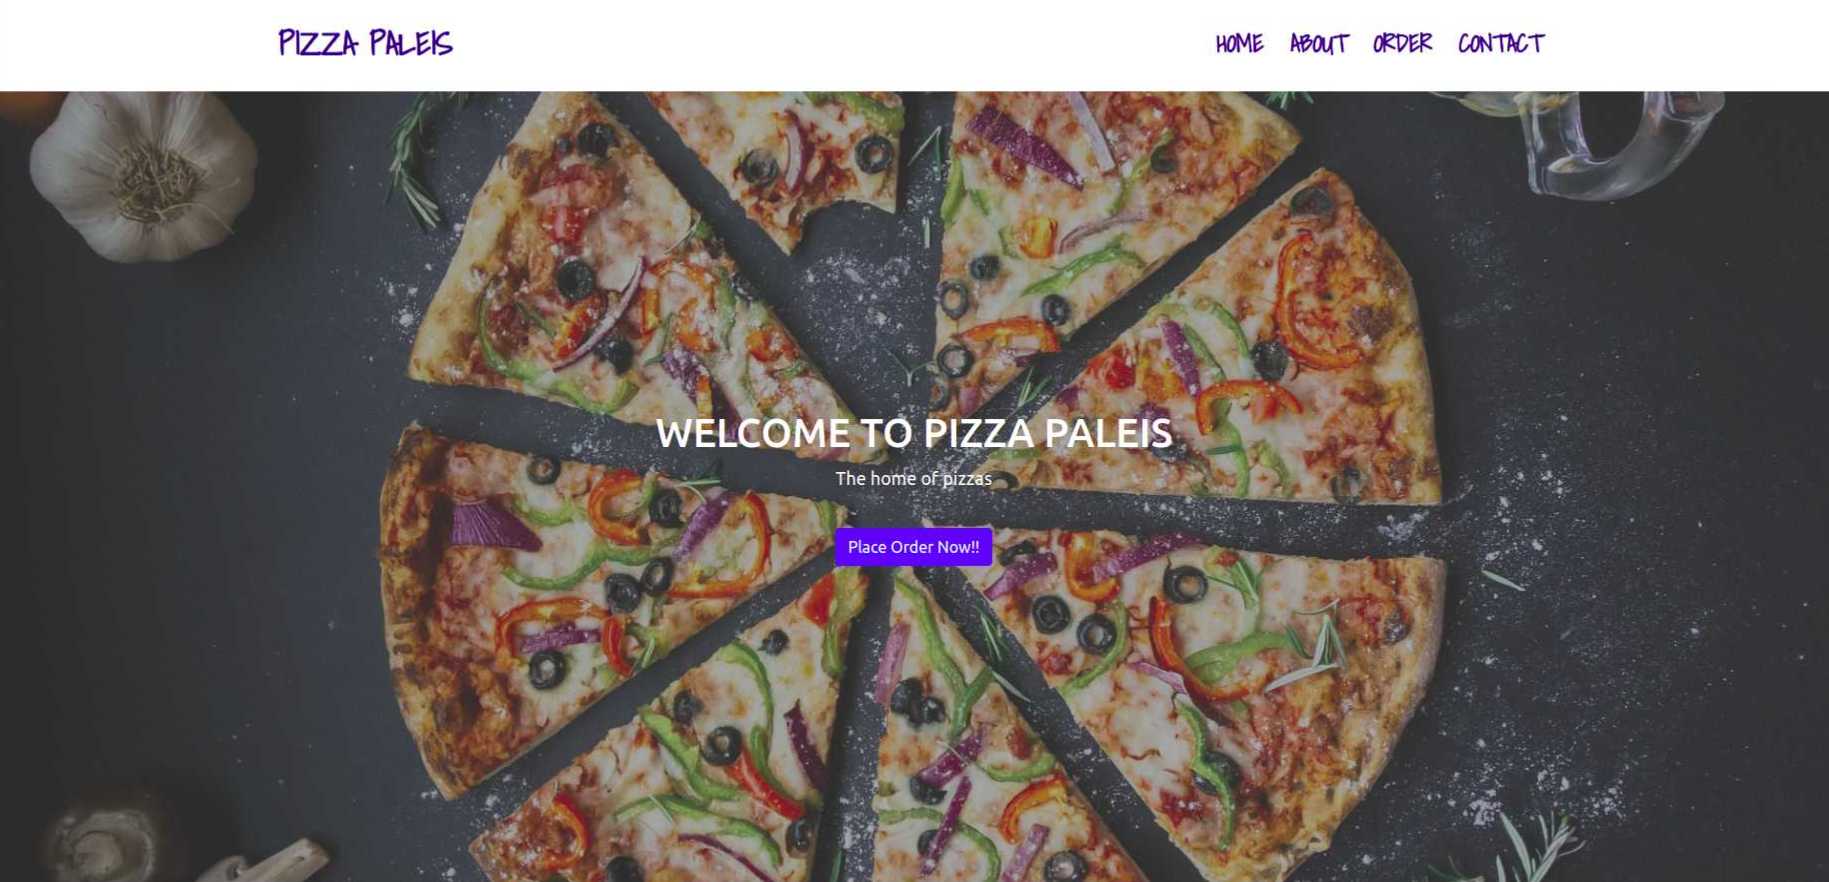 PIZZA PALEIS
HOME ABOUT ORDER CONTACT
WELCOME TO PIZZA PALEIS
The home of pizzas
Place Order Now!!